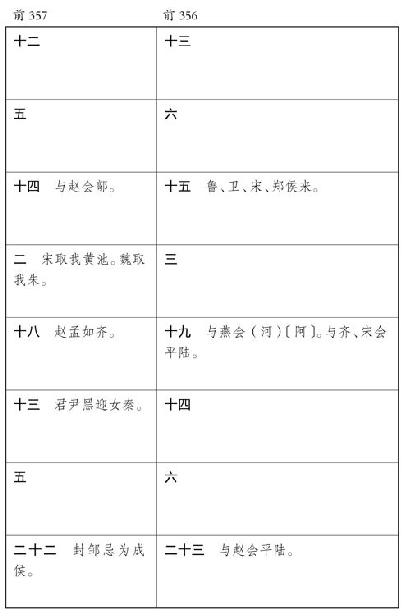 前 357
前 356
十二
十三
五
六
十四 与赵会鄗。
十五 鲁、卫、宋、郑侯来。
二 宋取我黄池。魏取
我朱。
三
十八 赵孟如齐。
十九 与燕会（河）〔阿〕。与齐、宋会
平陆。
十三 君尹黑迎女秦。
十四
五
六
二十二 封邹忌为成
侯。
二十三 与赵会平陆。